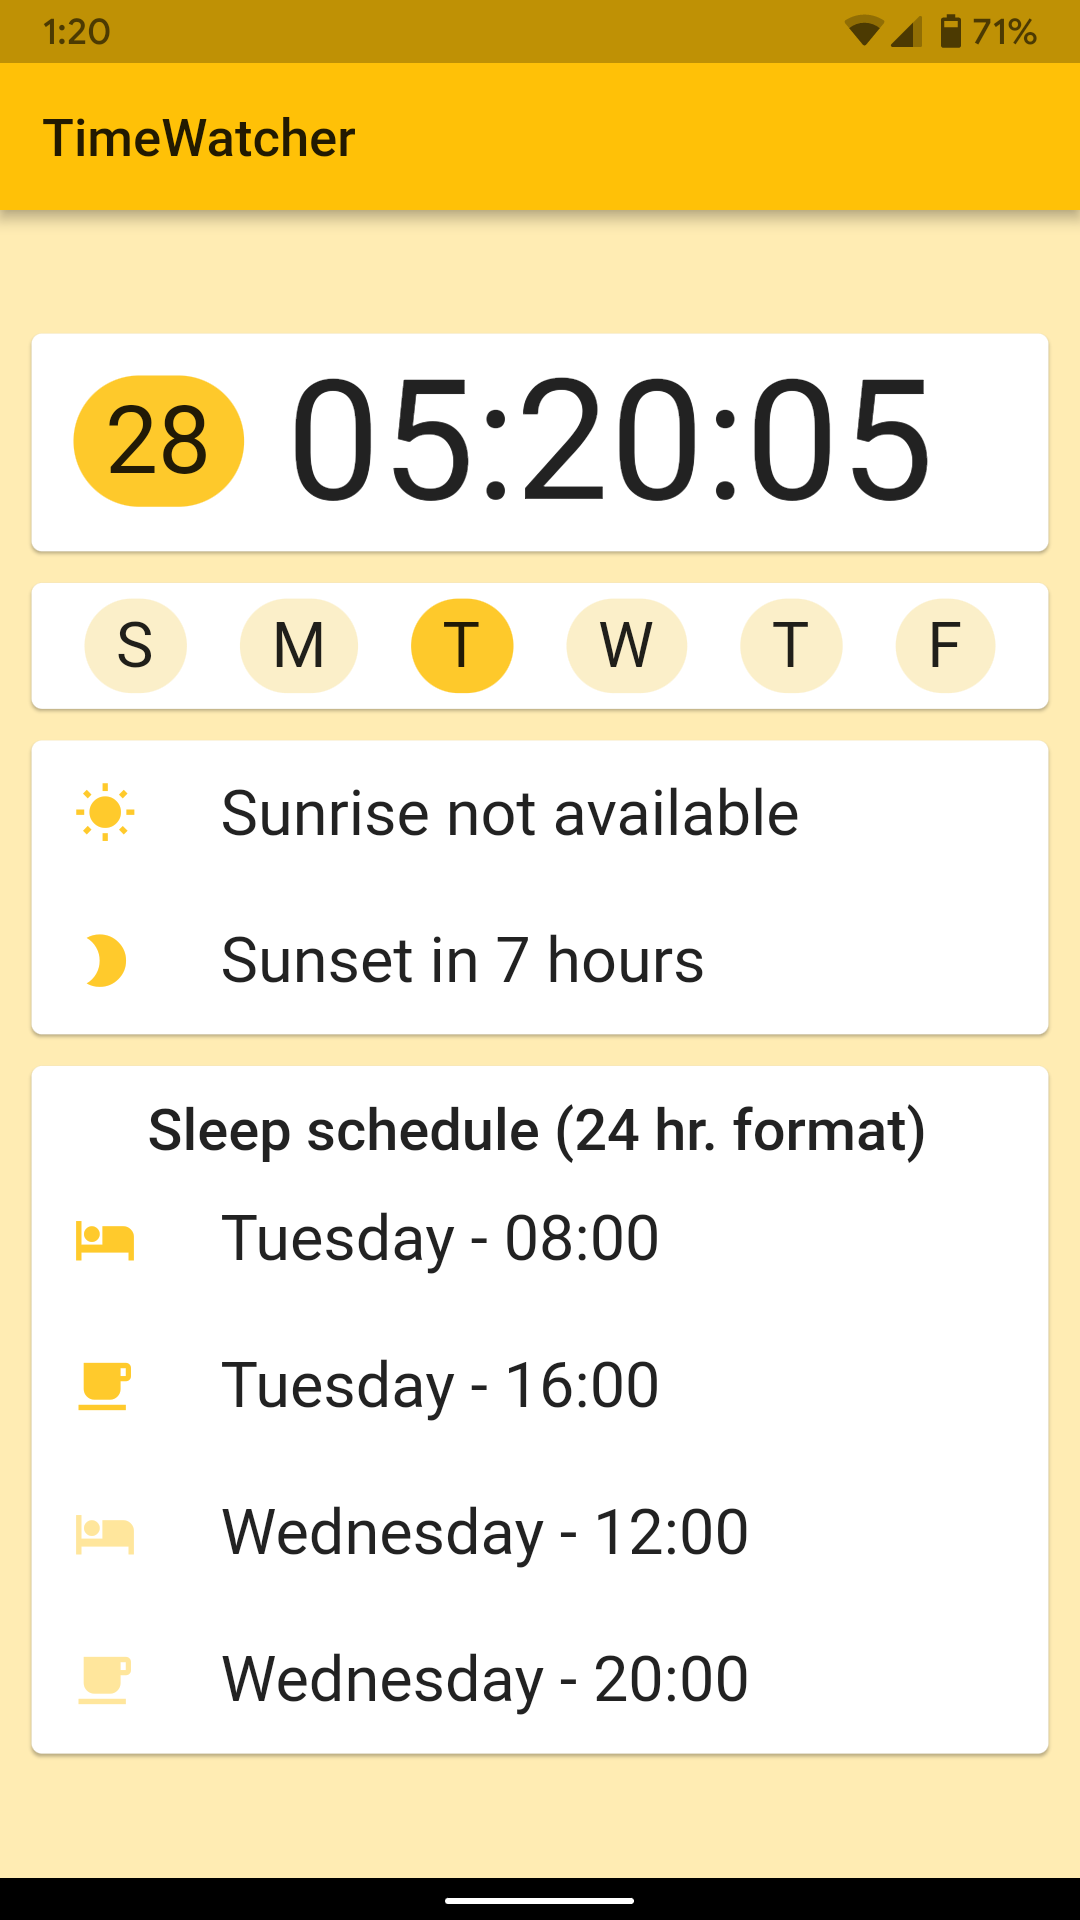 1:20 71%
TimeWatcher
28 05:20:05
S M T W T F
Sunrise not available
Sunset in 7 hours
Sleep schedule (24 hr. format)
Tuesday - 08:00
Tuesday - 16:00
Wednesday - 12:00
Wednesday - 20:00